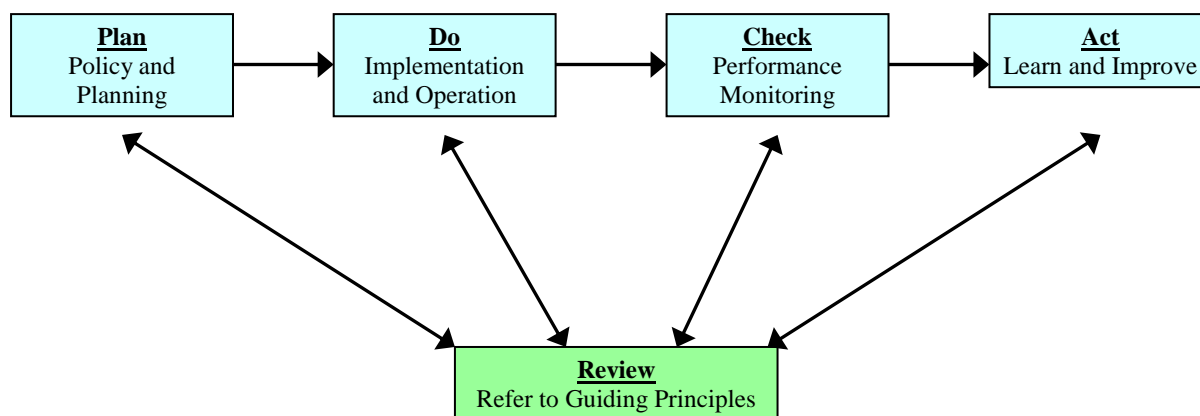 Plan
Policy and
Planning
Do
Implementation
and Operation
Check
Performance
Monitoring
Act
Learn and Improve
Review
Refer to Guiding Principles